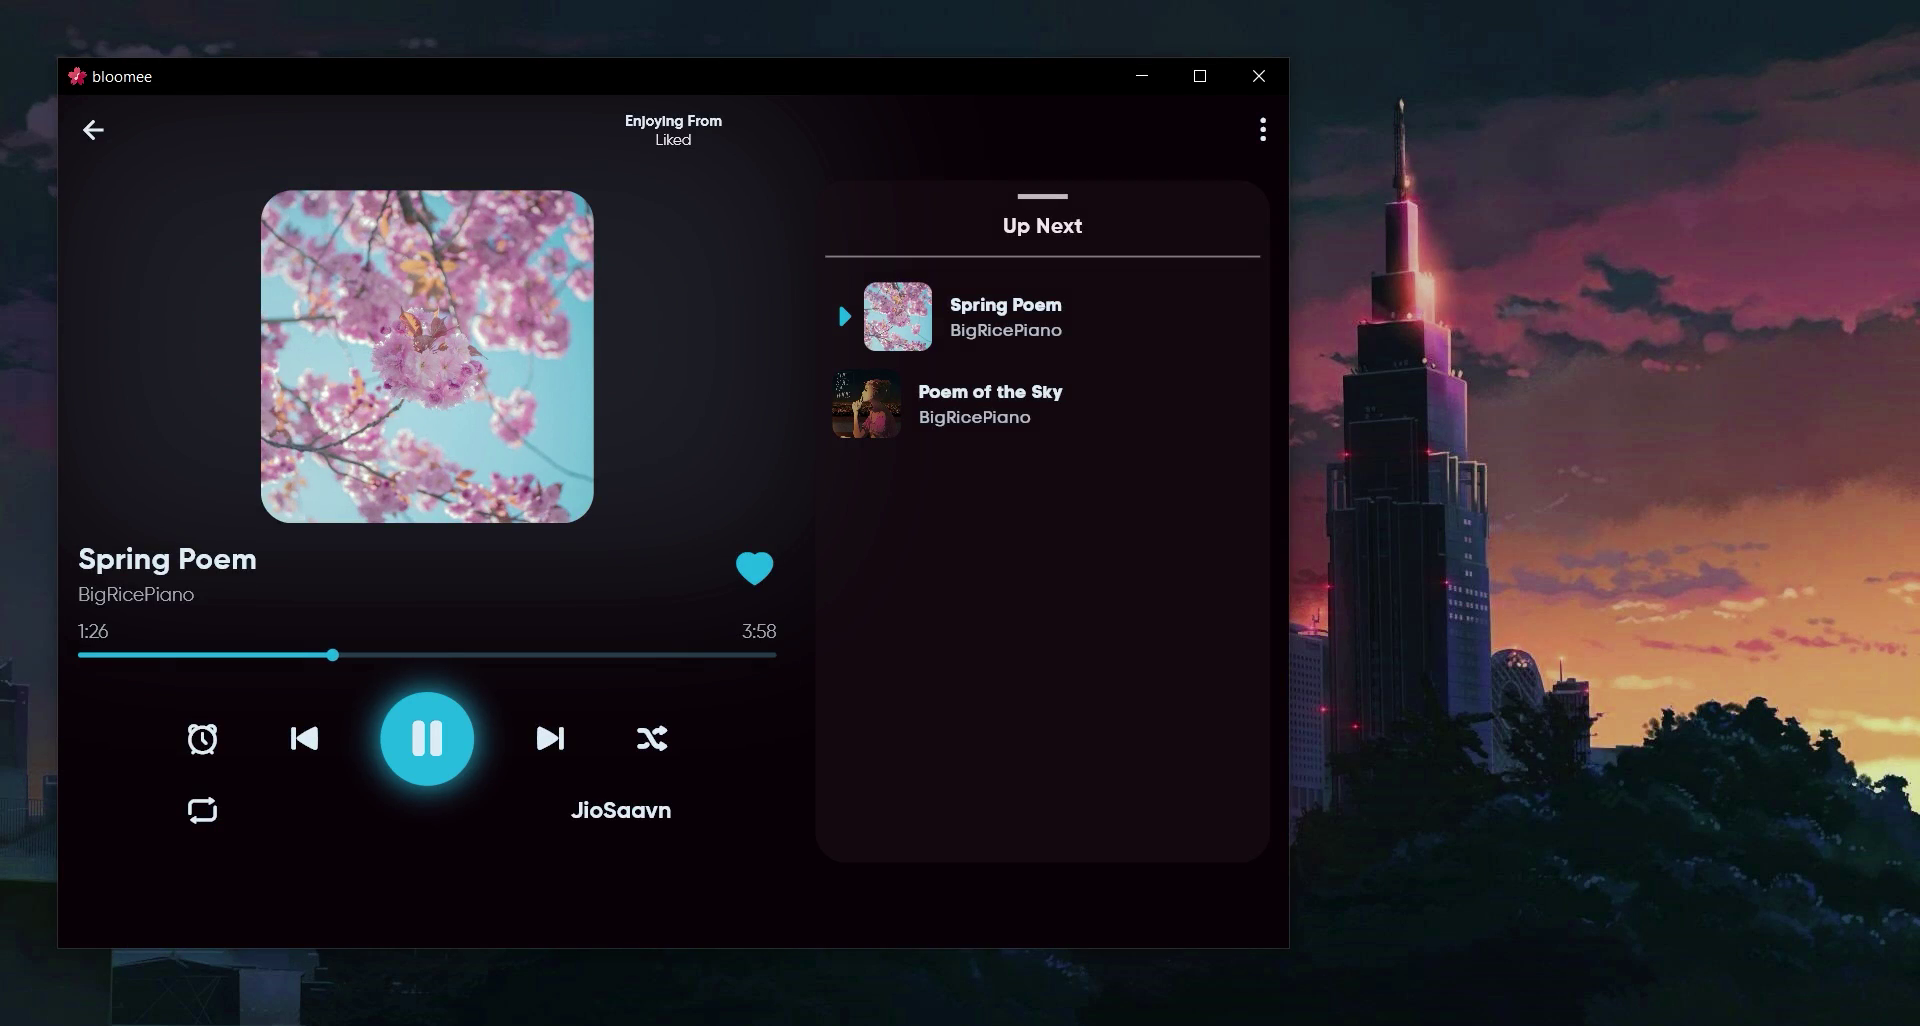 bloomee
Enjoying From
Liked
Up Next
Spring Poem
BigRicePiano
Poem of the Sky
BigRicePiano
Spring Poem
BigRicePiano
1:26
3:58
JioSaavn